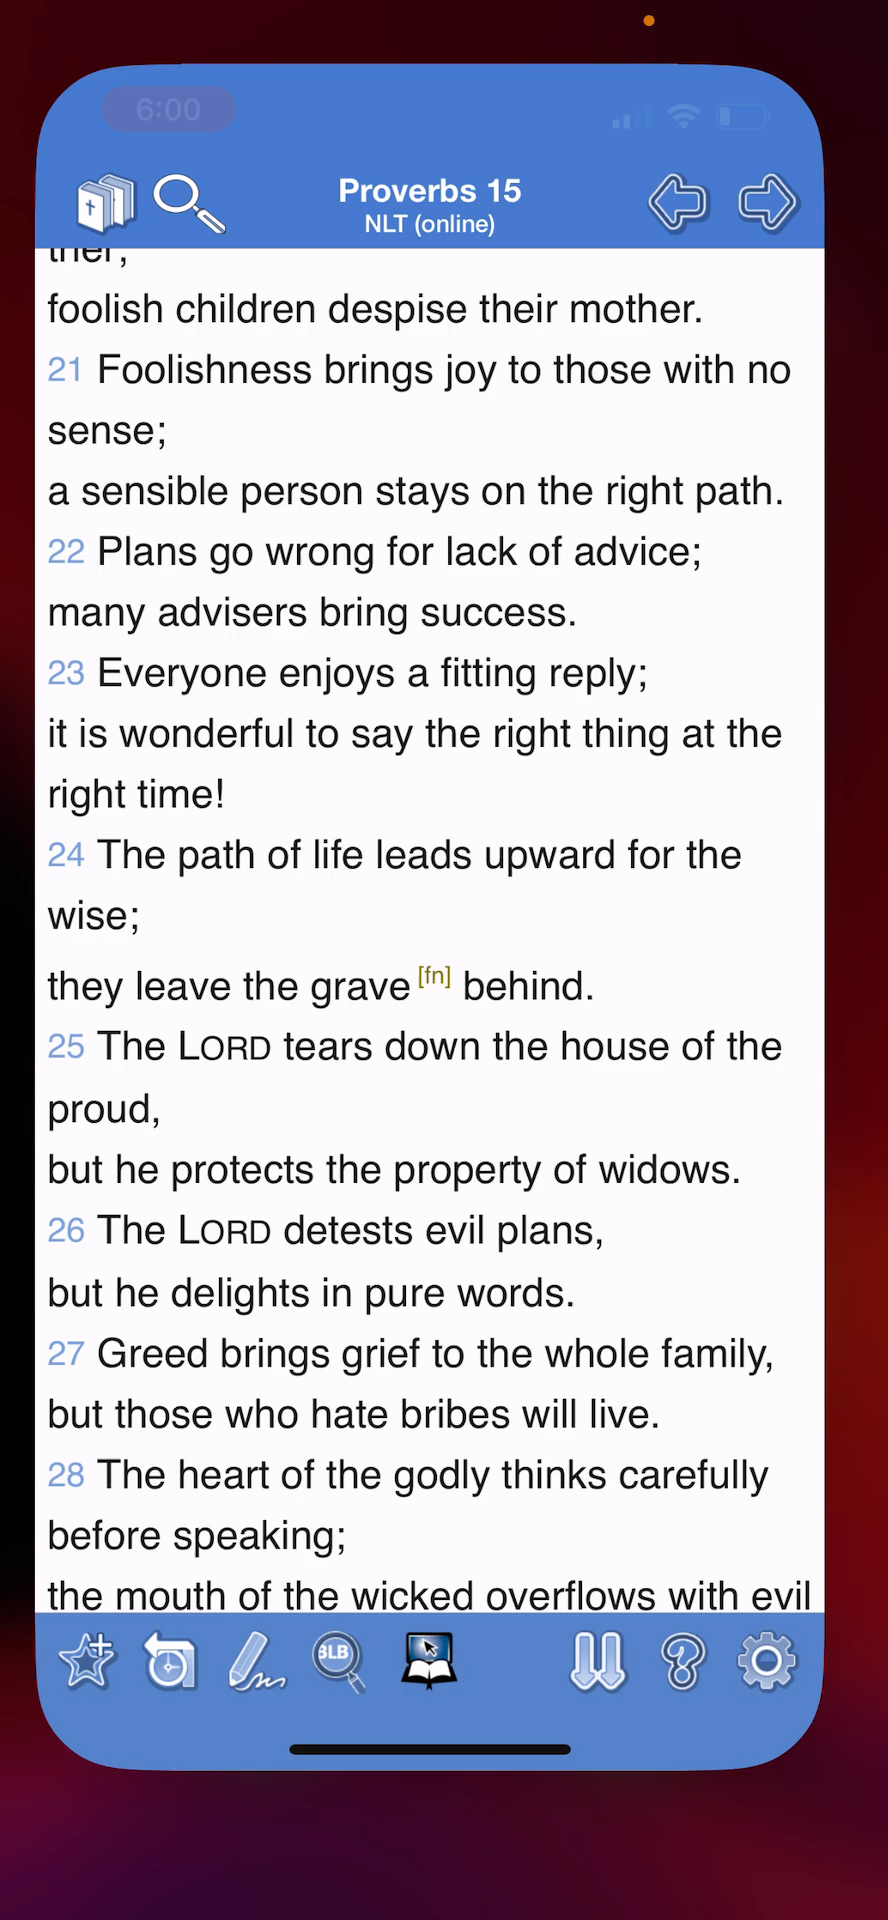 6:00
Proverbs 15
NLT (online)
ther;
foolish children despise their mother.
21 Foolishness brings joy to those with no
sense;
a sensible person stays on the right path.
22 Plans go wrong for lack of advice;
many advisers bring success.
23 Everyone enjoys a fitting reply;
it is wonderful to say the right thing at the
right time!
24 The path of life leads upward for the
wise;
they leave the grave [fn] behind.
25 The LORD tears down the house of the
proud,
but he protects the property of widows.
26 The LORD detests evil plans,
but he delights in pure words.
27 Greed brings grief to the whole family,
but those who hate bribes will live.
28 The heart of the godly thinks carefully
before speaking;
the mouth of the wicked overflows with evil
BLB